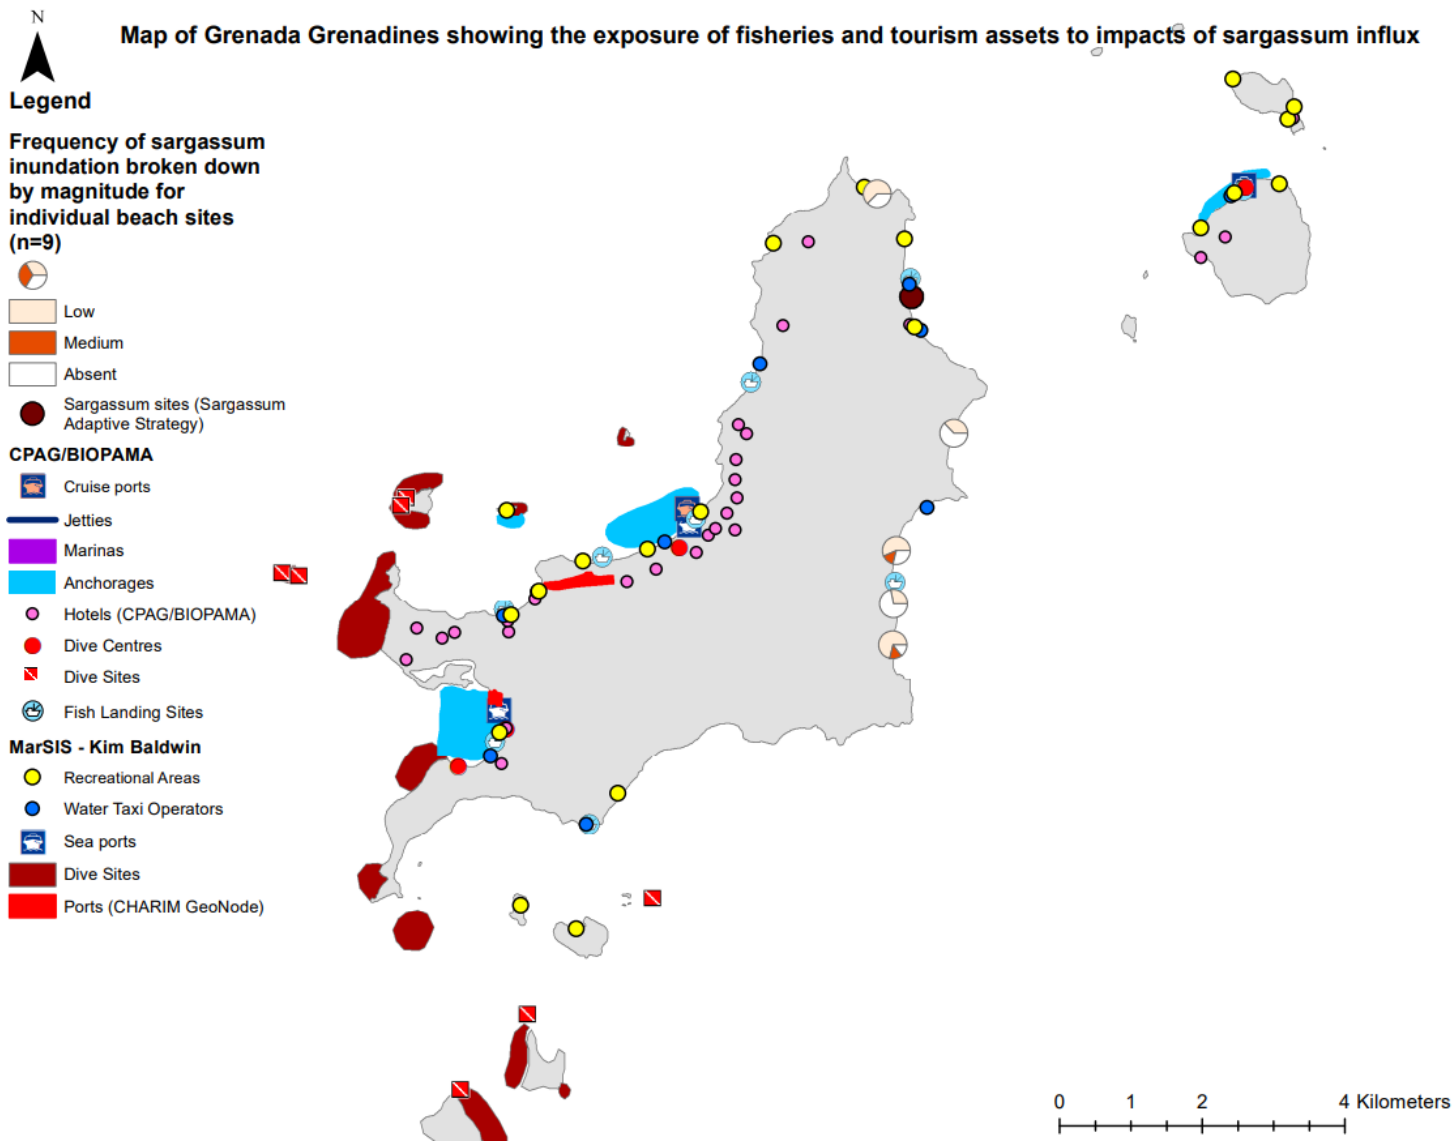 N
Map of Grenada Grenadines showing the exposure of fisheries and tourism assets to impacts of sargassum influx
Legend
Frequency of sargassum
inundation broken down
by magnitude for
individual beach sites
(n=9)
Low
Medium
Absent
Sargassum sites (Sargassum
Adaptive Strategy)
CPAG/BIOPAMA
Cruise ports
Jetties
Marinas
Anchorages
Hotels (CPAG/BIOPAMA)
Dive Centres
Dive Sites
Fish Landing Sites
MarSIS - Kim Baldwin
Recreational Areas
Water Taxi Operators
Sea ports
Dive Sites
Ports (CHARIM GeoNode)
0 1 2 4 Kilometers